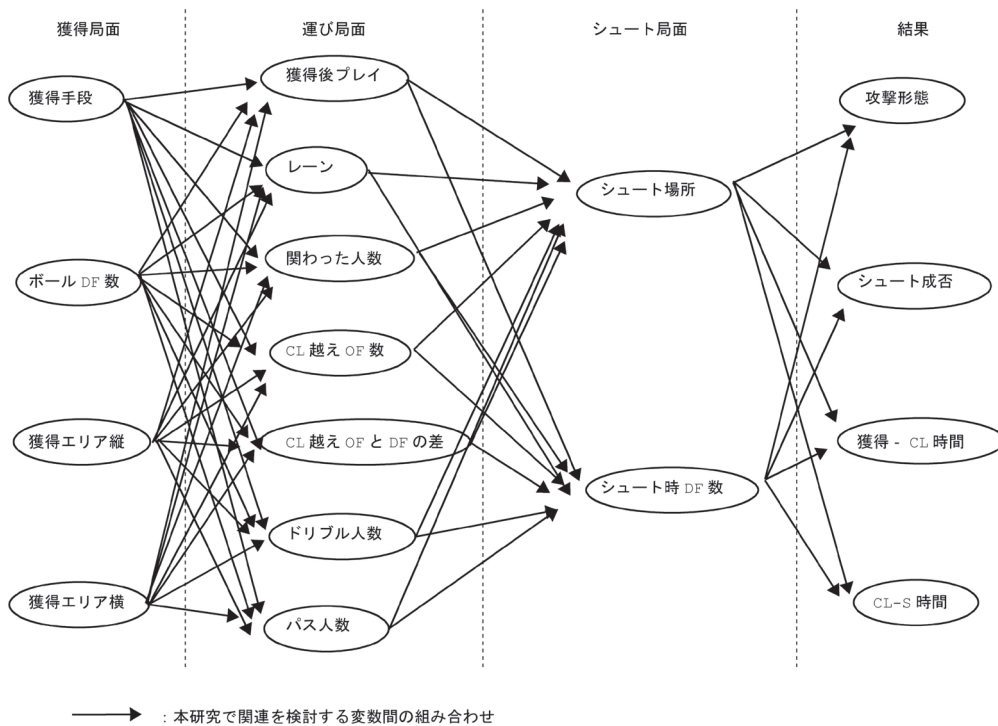 獲得局面
運び局面
シュート局面
結果
獲得手段
ボール DF 数
獲得エリア縦
獲得エリア横
獲得後プレイ
レーン
関わった人数
CL 越え OF 数
CL 越え OF と DF の差
ドリブル人数
パス人数
シュート場所
シュート時 DF 数
攻撃形態
シュート成否
獲得 - CL 時間
CL-S 時間
:本研究で関連を検討する変数間の組み合わせ